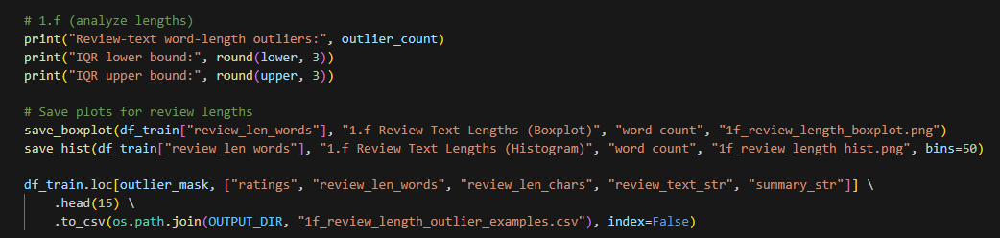 # 1.f (analyze lengths)
print("Review-text word-length outliers:", outlier_count)
print("IQR lower bound:", round(lower, 3))
print("IQR upper bound:", round(upper, 3))

# Save plots for review lengths
save_boxplot(df_train["review_len_words"], "1.f Review Text Lengths (Boxplot)", "word count", "1f_review_length_boxplot.png")
save_hist(df_train["review_len_words"], "1.f Review Text Lengths (Histogram)", "word count", "1f_review_length_hist.png", bins=50)

df_train.loc[outlier_mask, ["ratings", "review_len_words", "review_len_chars", "review_text_str", "summary_str"]] \
    .head(15) \
    .to_csv(os.path.join(OUTPUT_DIR, "1f_review_length_outlier_examples.csv"), index=False)